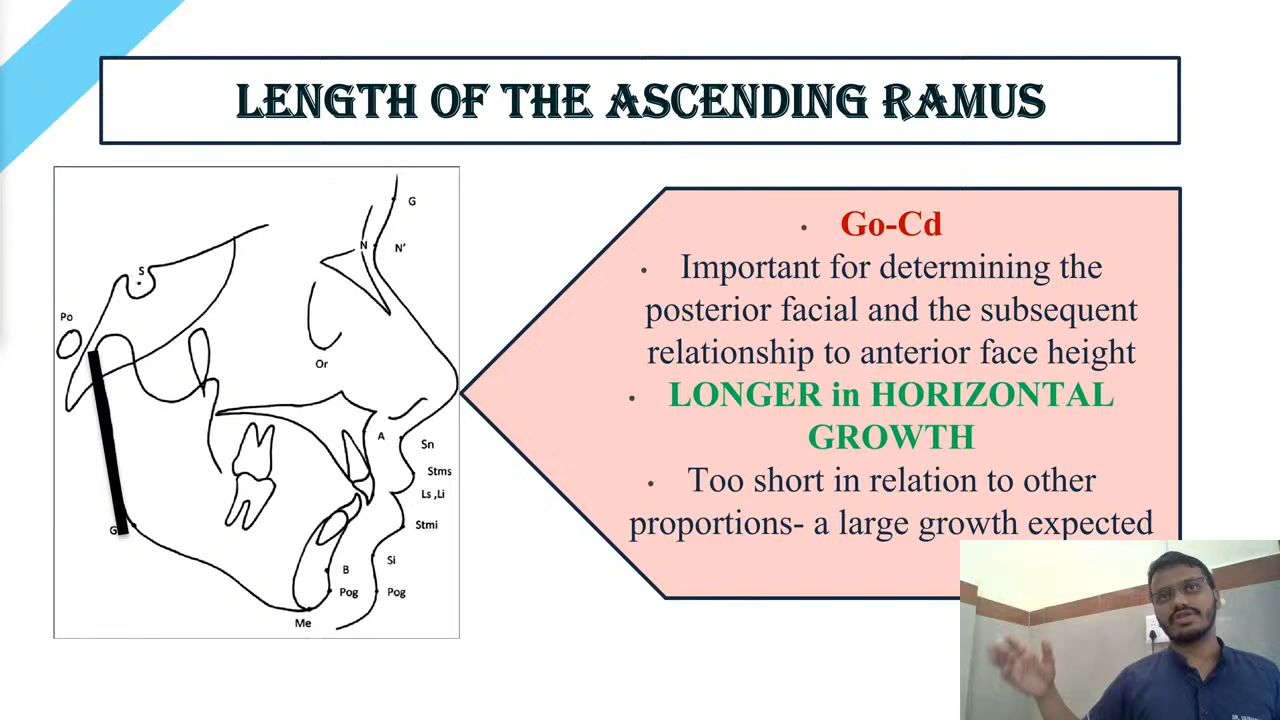 LENGTH OF THE ASCENDING RAMUS
G
N
N'
S
Po
Or
A
Sn
Stms
Ls ,Li
G
Stmi
Si
B
Pog
Pog
Me
• Go-Cd
• Important for determining the
posterior facial and the subsequent
relationship to anterior face height
• LONGER in HORIZONTAL
GROWTH
• Too short in relation to other
proportions- a large growth expected